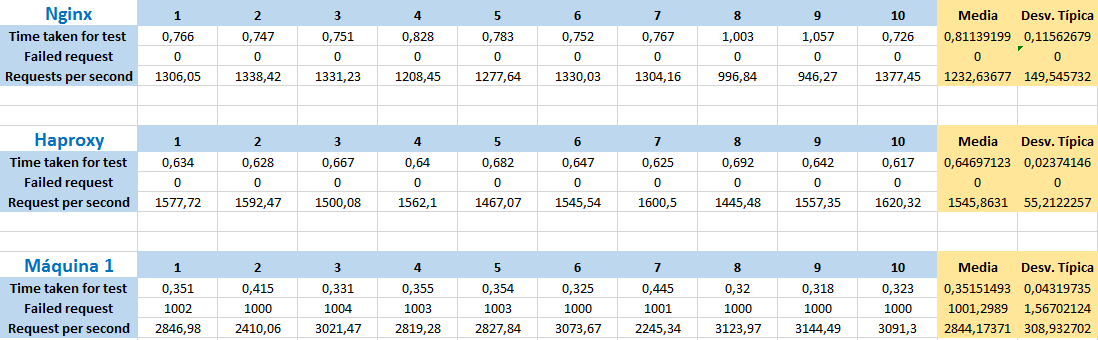 Nginx 1 2 3 4 5 6 7 8 9 10 Media Desv. Típica
Time taken for test 0,766 0,747 0,751 0,828 0,783 0,752 0,767 1,003 1,057 0,726 0,81139199 0,11562679
Failed request 0 0 0 0 0 0 0 0 0 0 0 0
Requests per second 1306,05 1338,42 1331,23 1208,45 1277,64 1330,03 1304,16 996,84 946,27 1377,45 1232,63677 149,545732
Haproxy 1 2 3 4 5 6 7 8 9 10 Media Desv. Típica
Time taken for test 0,634 0,628 0,667 0,64 0,682 0,647 0,625 0,692 0,642 0,617 0,64697123 0,02374146
Failed request 0 0 0 0 0 0 0 0 0 0 0 0
Request per second 1577,72 1592,47 1500,08 1562,1 1467,07 1545,54 1600,5 1445,48 1557,35 1620,32 1545,8631 55,2122257
Máquina 1 1 2 3 4 5 6 7 8 9 10 Media Desv. Típica
Time taken for test 0,351 0,415 0,331 0,355 0,354 0,325 0,445 0,32 0,318 0,323 0,35151493 0,04319735
Failed request 1002 1000 1004 1003 1003 1000 1001 1000 1000 1000 1001,2989 1,56702124
Request per second 2846,98 2410,06 3021,47 2819,28 2827,84 3073,67 2245,34 3123,97 3144,49 3091,3 2844,17371 308,932702